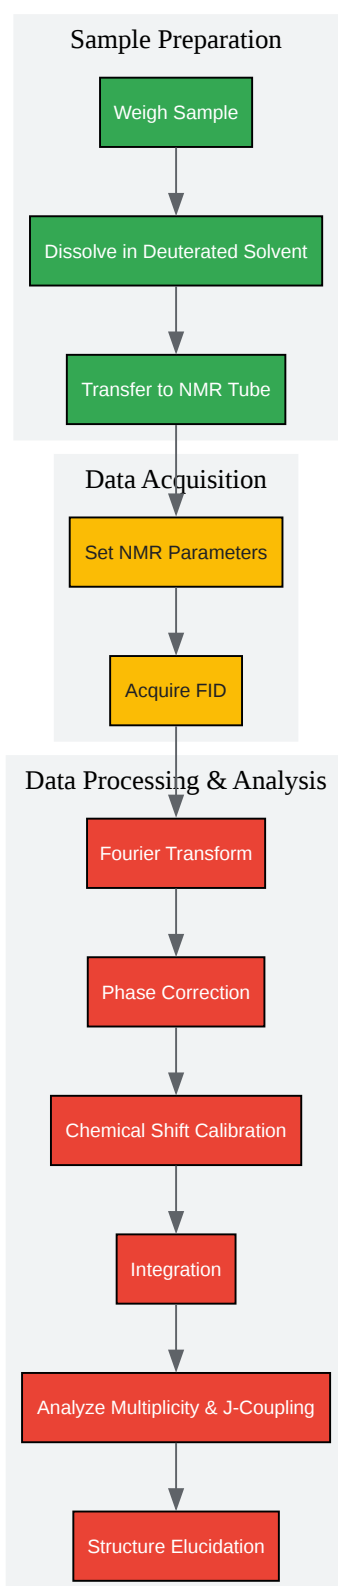 Sample Preparation
Weigh Sample
Dissolve in Deuterated Solvent
Transfer to NMR Tube
Data Acquisition
Set NMR Parameters
Acquire FID
Data Processing & Analysis
Fourier Transform
Phase Correction
Chemical Shift Calibration
Integration
Analyze Multiplicity & J-Coupling
Structure Elucidation